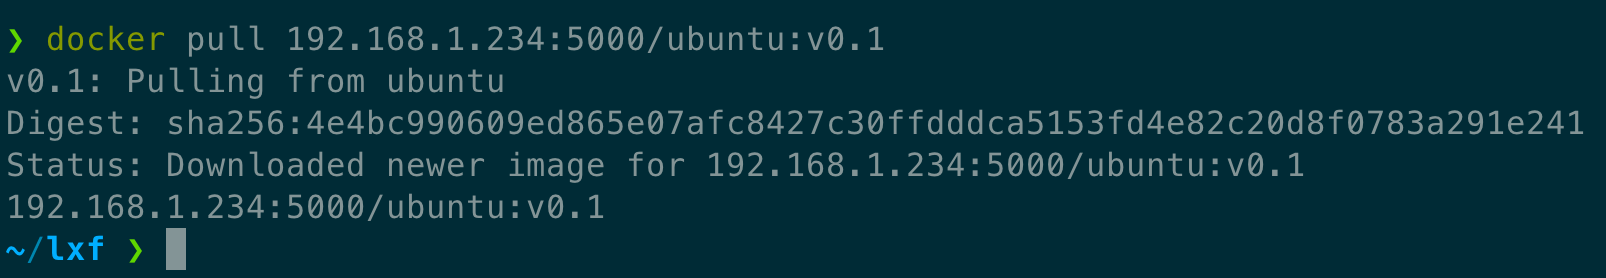 ❯ docker pull 192.168.1.234:5000/ubuntu:v0.1
v0.1: Pulling from ubuntu
Digest: sha256:4e4bc990609ed865e07afc8427c30ffdddca5153fd4e82c20d8f0783a291e241
Status: Downloaded newer image for 192.168.1.234:5000/ubuntu:v0.1
192.168.1.234:5000/ubuntu:v0.1
~/lxf ❯